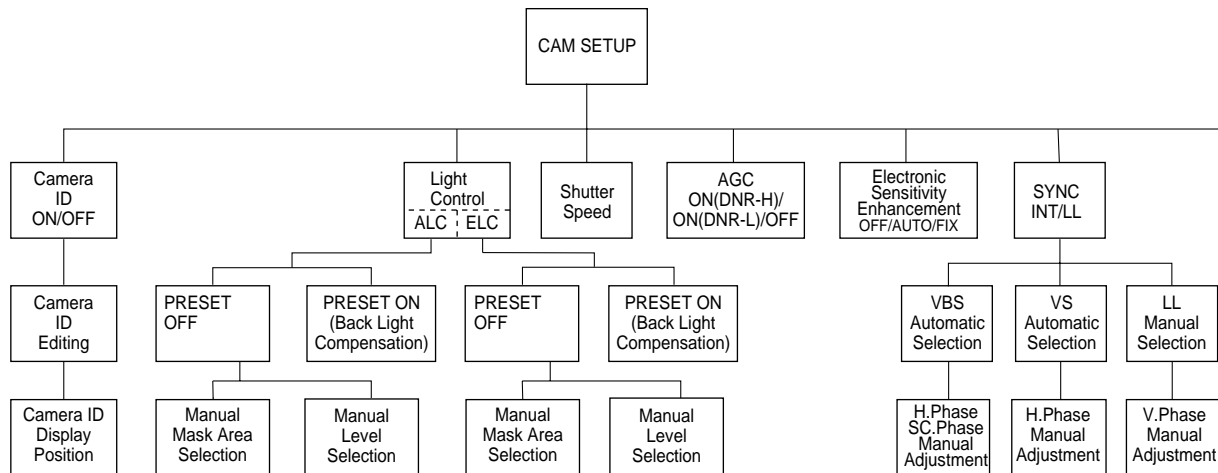 CAM SETUP
Camera
ID
ON/OFF
Light
Control
ALC ELC
Shutter
Speed
AGC
ON(DNR-H)/
ON(DNR-L)/OFF
Electronic
Sensitivity
Enhancement
OFF/AUTO/FIX
SYNC
INT/LL
Camera
ID
Editing
PRESET
OFF
PRESET ON
(Back Light
Compensation)
PRESET
OFF
PRESET ON
(Back Light
Compensation)
VBS
Automatic
Selection
VS
Automatic
Selection
LL
Manual
Selection
Camera ID
Display
Position
Manual
Mask Area
Selection
Manual
Level
Selection
Manual
Mask Area
Selection
Manual
Level
Selection
H.Phase
SC.Phase
Manual
Adjustment
H.Phase
Manual
Adjustment
V.Phase
Manual
Adjustment